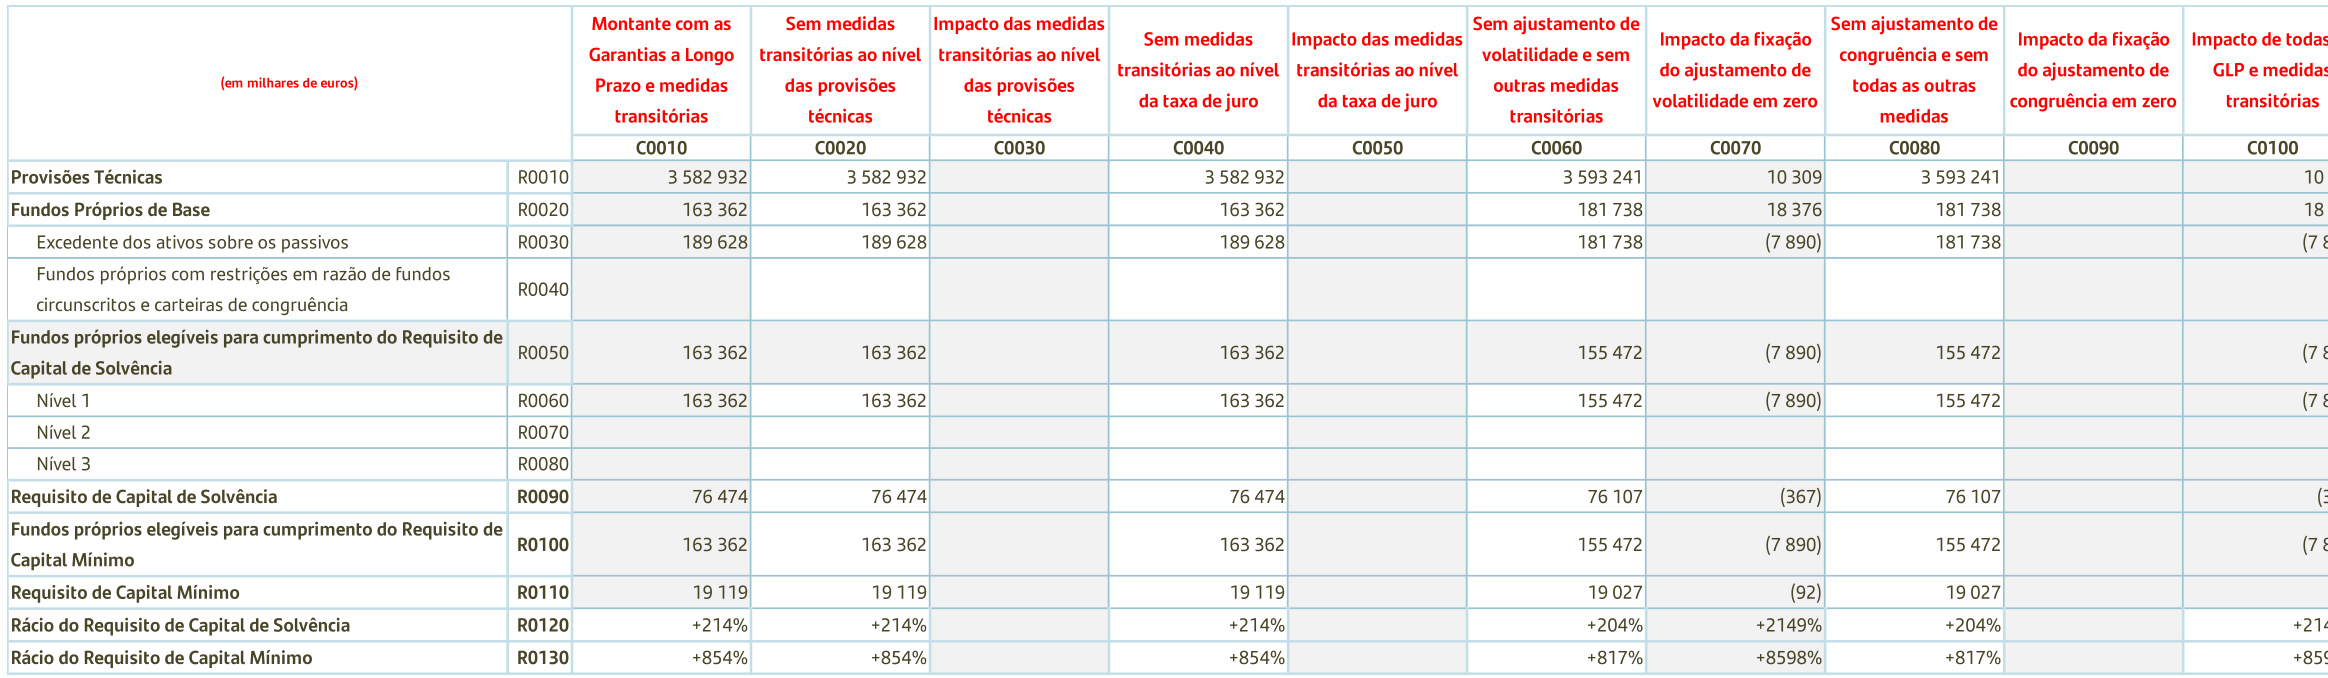 (em milhares de euros)
Montante com as
Garantias a Longo
Prazo e medidas
transitórias
Sem medidas
transitórias ao nível
das provisões
técnicas
Impacto das medidas
transitórias ao nível
das provisões
técnicas
Sem medidas
transitórias ao nível
da taxa de juro
Impacto das medidas
transitórias ao nível
da taxa de juro
Sem ajustamento de
volatilidade e sem
outras medidas
transitórias
Impacto da fixação
do ajustamento de
volatilidade em zero
Sem ajustamento de
congruência e sem
todas as outras
medidas
Impacto da fixação
do ajustamento de
congruência em zero
Impacto de todas
GLP e medidas
transitórias
C0010 C0020 C0030 C0040 C0050 C0060 C0070 C0080 C0090 C0100
Provisões Técnicas R0010 3 582 932 3 582 932 3 582 932 3 593 241 10 309 3 593 241 10
Fundos Próprios de Base R0020 163 362 163 362 163 362 181 738 18 376 181 738 18
Excedente dos ativos sobre os passivos R0030 189 628 189 628 189 628 181 738 (7 890) 181 738 (7 8
Fundos próprios com restrições em razão de fundos
circunscritos e carteiras de congruência R0040
Fundos próprios elegíveis para cumprimento do Requisito de
Capital de Solvência R0050 163 362 163 362 163 362 155 472 (7 890) 155 472 (7 8
Nível 1 R0060 163 362 163 362 163 362 155 472 (7 890) 155 472 (7 8
Nível 2 R0070
Nível 3 R0080
Requisito de Capital de Solvência R0090 76 474 76 474 76 474 76 107 (367) 76 107 (3
Fundos próprios elegíveis para cumprimento do Requisito de
Capital Mínimo R0100 163 362 163 362 163 362 155 472 (7 890) 155 472 (7 8
Requisito de Capital Mínimo R0110 19 119 19 119 19 119 19 027 (92) 19 027
Rácio do Requisito de Capital de Solvência R0120 +214% +214% +214% +204% +2149% +204% +214
Rácio do Requisito de Capital Mínimo R0130 +854% +854% +854% +817% +8598% +817% +859